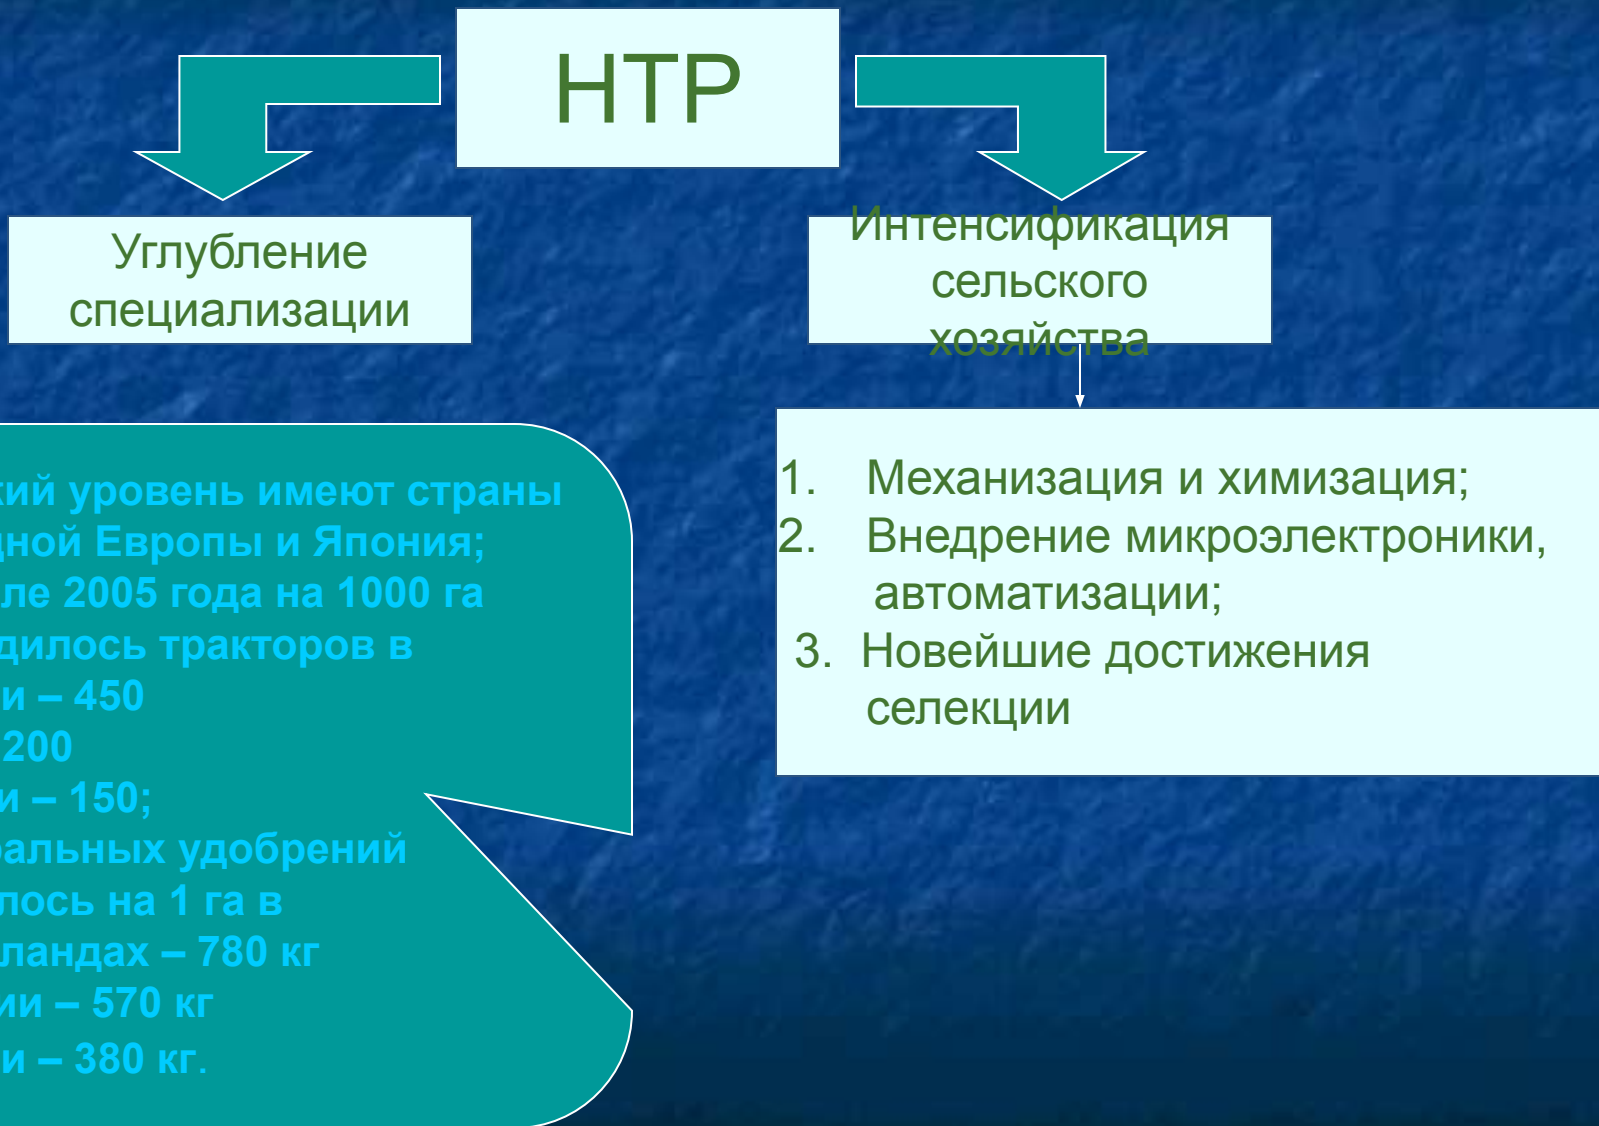 НТР
Углубление
специализации
Интенсификация
сельского
хозяйства
кий уровень имеют страны
дной Европы и Япония;
ле 2005 года на 1000 га
дилось тракторов в
и – 450
200
и – 150;
ральных удобрений
лось на 1 га в
ландах – 780 кг
ии – 570 кг
и – 380 кг.
1. Механизация и химизация;
2. Внедрение микроэлектроники,
автоматизации;
3. Новейшие достижения
селекции